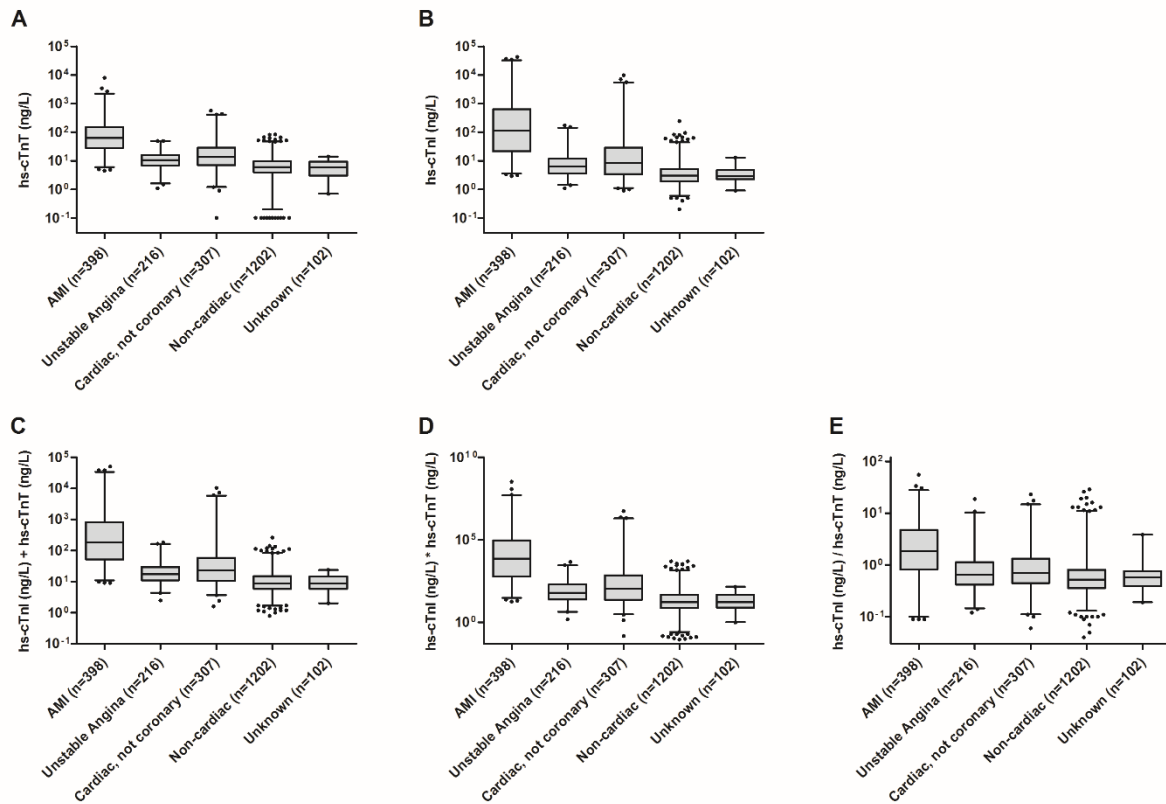 A
hs-cTnT (ng/L)
10^5
10^4
10^3
10^2
10^1
10^0
10^-1
AMI (n=398)
Unstable Angina (n=216)
Cardiac, not coronary (n=307)
Non-cardiac (n=1202)
Unknown (n=102)
B
hs-cTnI (ng/L)
10^5
10^4
10^3
10^2
10^1
10^0
10^-1
AMI (n=398)
Unstable Angina (n=216)
Cardiac, not coronary (n=307)
Non-cardiac (n=1202)
Unknown (n=102)
C
hs-cTnI (ng/L) + hs-cTnT (ng/L)
10^5
10^4
10^3
10^2
10^1
10^0
10^-1
AMI (n=398)
Unstable Angina (n=216)
Cardiac, not coronary (n=307)
Non-cardiac (n=1202)
Unknown (n=102)
D
hs-cTnI (ng/L) * hs-cTnT (ng/L)
10^10
10^5
10^0
AMI (n=398)
Unstable Angina (n=216)
Cardiac, not coronary (n=307)
Non-cardiac (n=1202)
Unknown (n=102)
E
hs-cTnI (ng/L) / hs-cTnT (ng/L)
10^2
10^1
10^0
10^-1
AMI (n=398)
Unstable Angina (n=216)
Cardiac, not coronary (n=307)
Non-cardiac (n=1202)
Unknown (n=102)